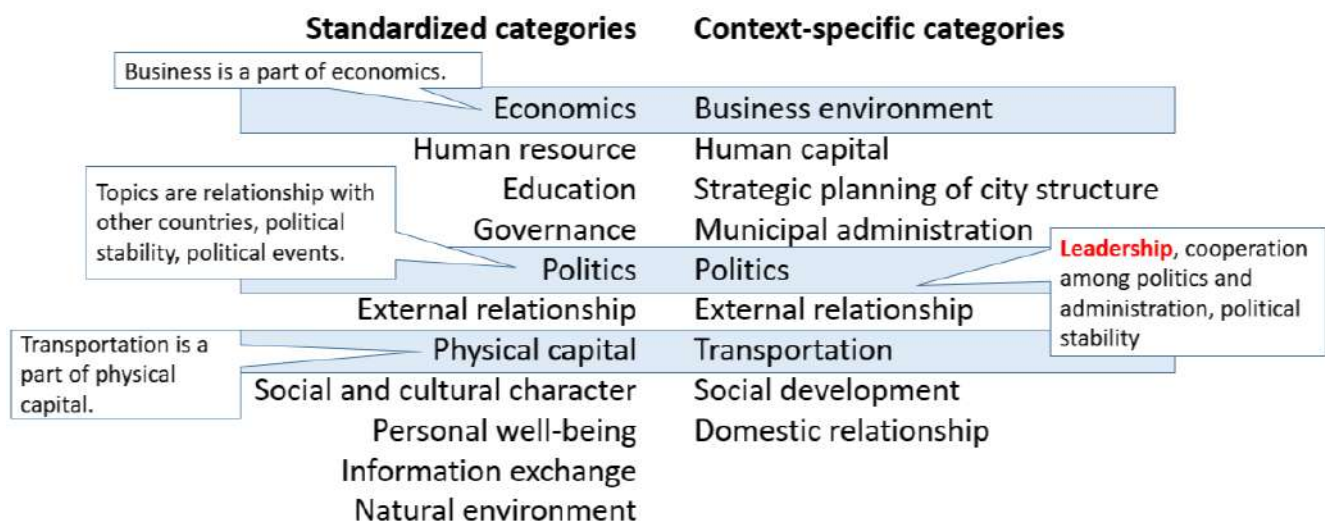 Standardized categories Context-specific categories
Business is a part of economics.
Economics Business environment
Human resource Human capital
Education Strategic planning of city structure
Governance Municipal administration
Politics Politics
External relationship External relationship
Physical capital Transportation
Social and cultural character Social development
Personal well-being Domestic relationship
Information exchange
Natural environment
Topics are relationship with
other countries, political
stability, political events.
Leadership, cooperation
among politics and
administration, political
stability
Transportation is a
part of physical
capital.